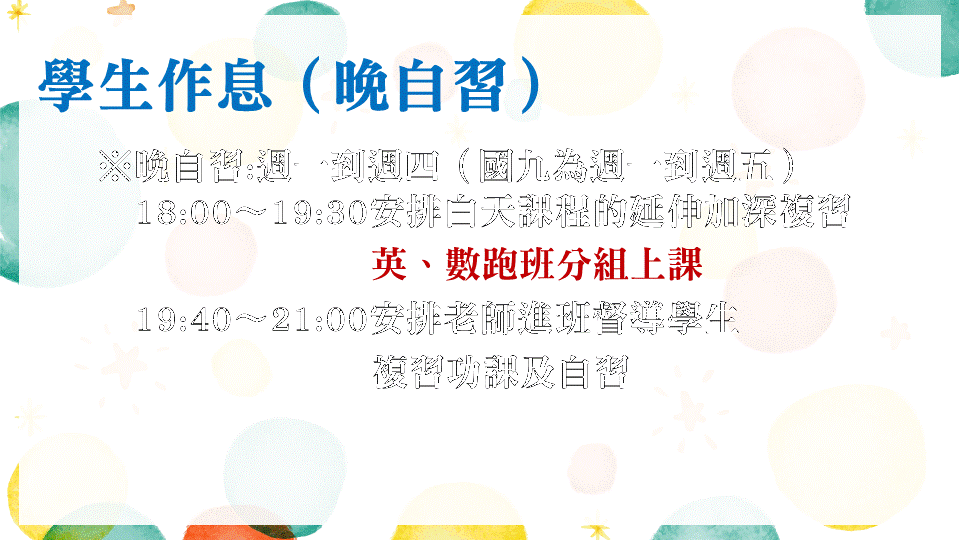 學生作息（晚自習）
※晚自習:週一到週四（國九為週一到週五）
18:00～19:30安排白天課程的延伸加深複習
英、數跑班分組上課
19:40～21:00安排老師進班督導學生
複習功課及自習